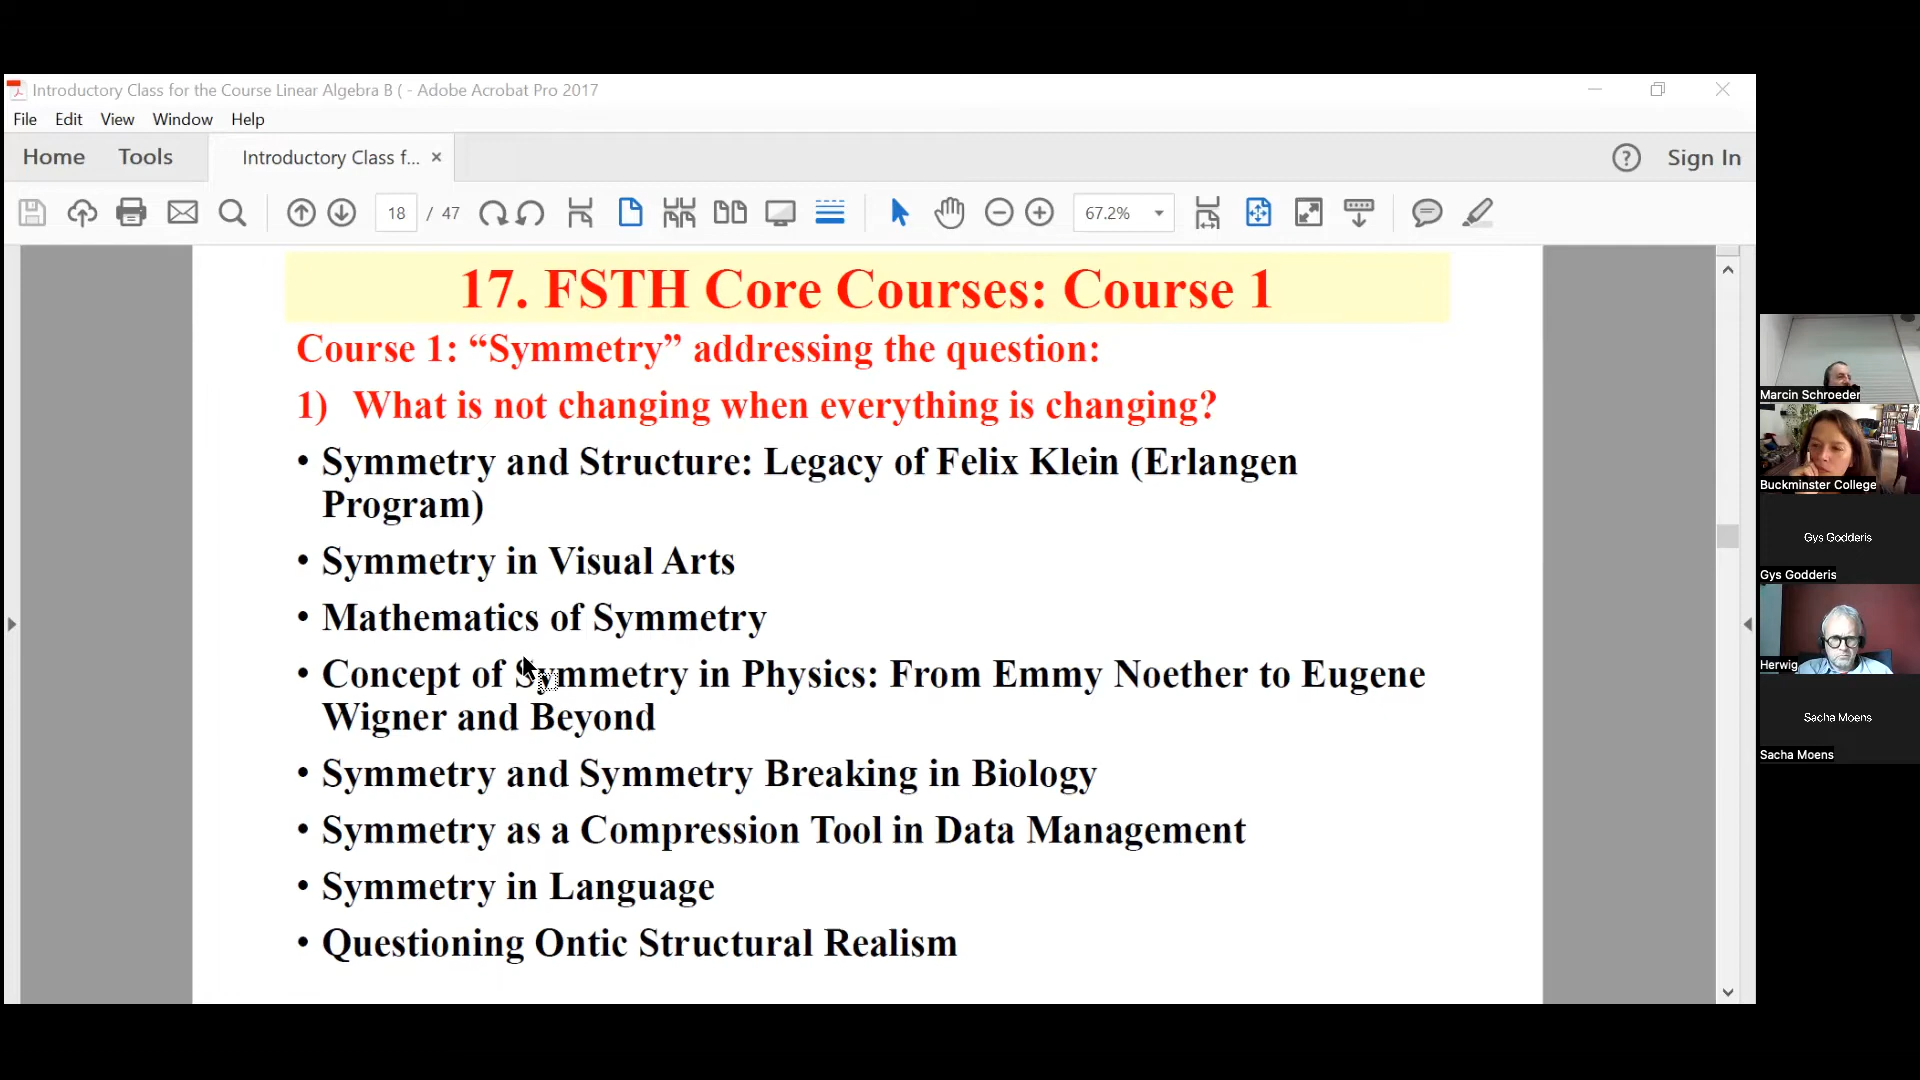 Introductory Class for the Course Linear Algebra B ( - Adobe Acrobat Pro 2017
File Edit View Window Help
Home Tools Introductory Class f... × ? Sign In
18 / 47 67.2%
17. FSTH Core Courses: Course 1
Course 1: “Symmetry” addressing the question:
1) What is not changing when everything is changing?
• Symmetry and Structure: Legacy of Felix Klein (Erlangen
Program)
• Symmetry in Visual Arts
• Mathematics of Symmetry
• Concept of Symmetry in Physics: From Emmy Noether to Eugene
Wigner and Beyond
• Symmetry and Symmetry Breaking in Biology
• Symmetry as a Compression Tool in Data Management
• Symmetry in Language
• Questioning Ontic Structural Realism
Marcin Schroeder
Buckminster College
Gys Godderis
Gys Godderis
Herwig
Sacha Moens
Sacha Moens